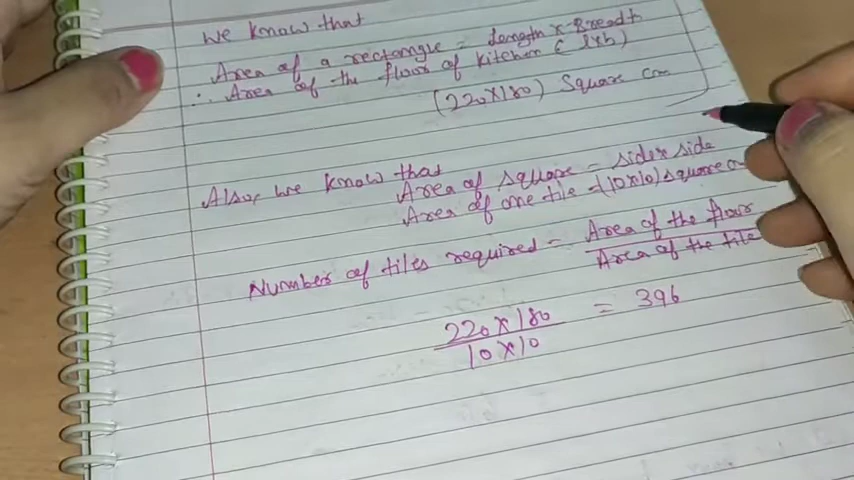 We know that
Area of a rectangle = Length x Breadth
∴ Area of the floor of kitchen (l×b)
(220×180) Square cm
Also, we know that
Area of square = side x side
Area of one tile = (10×10) square cm
Number of tiles required = Area of the floor
Area of the tile
220×180 = 396
10×10